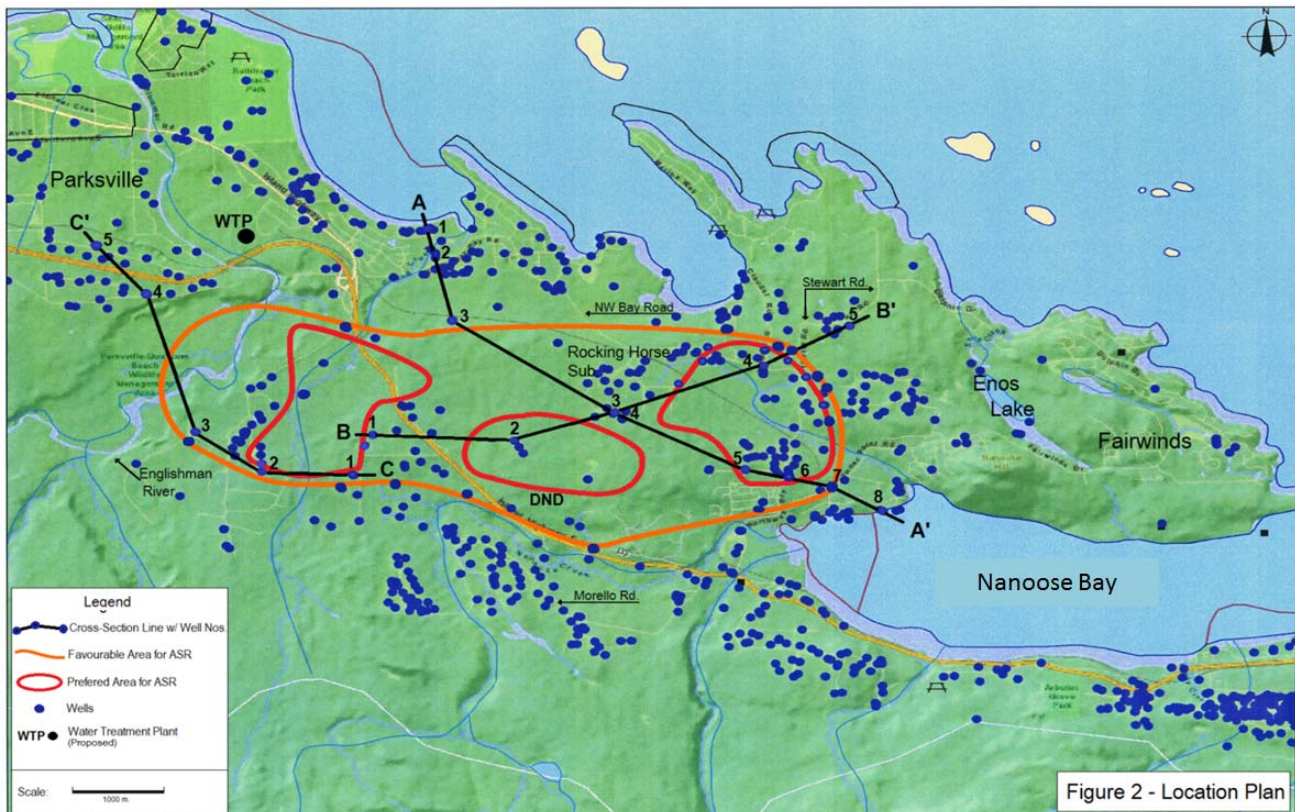 N
Parksville
WTP
C'
5
4
A
1
2
3
Island Highway
NW Bay Road
Stewart Rd.
B'
5
4
Rocking Horse
Sub
3
4
Enos
Lake
Fairwinds
3
Englishman
River
2
1
C
B
1
2
DND
5
6
7
8
A'
Nanoose Bay
Morello Rd.
Legend
Cross-Section Line w/ Well Nos.
Favourable Area for ASR
Prefered Area for ASR
Wells
WTP
Water Treatment Plant
(Proposed)
Scale:
1000 m.
Figure 2 - Location Plan